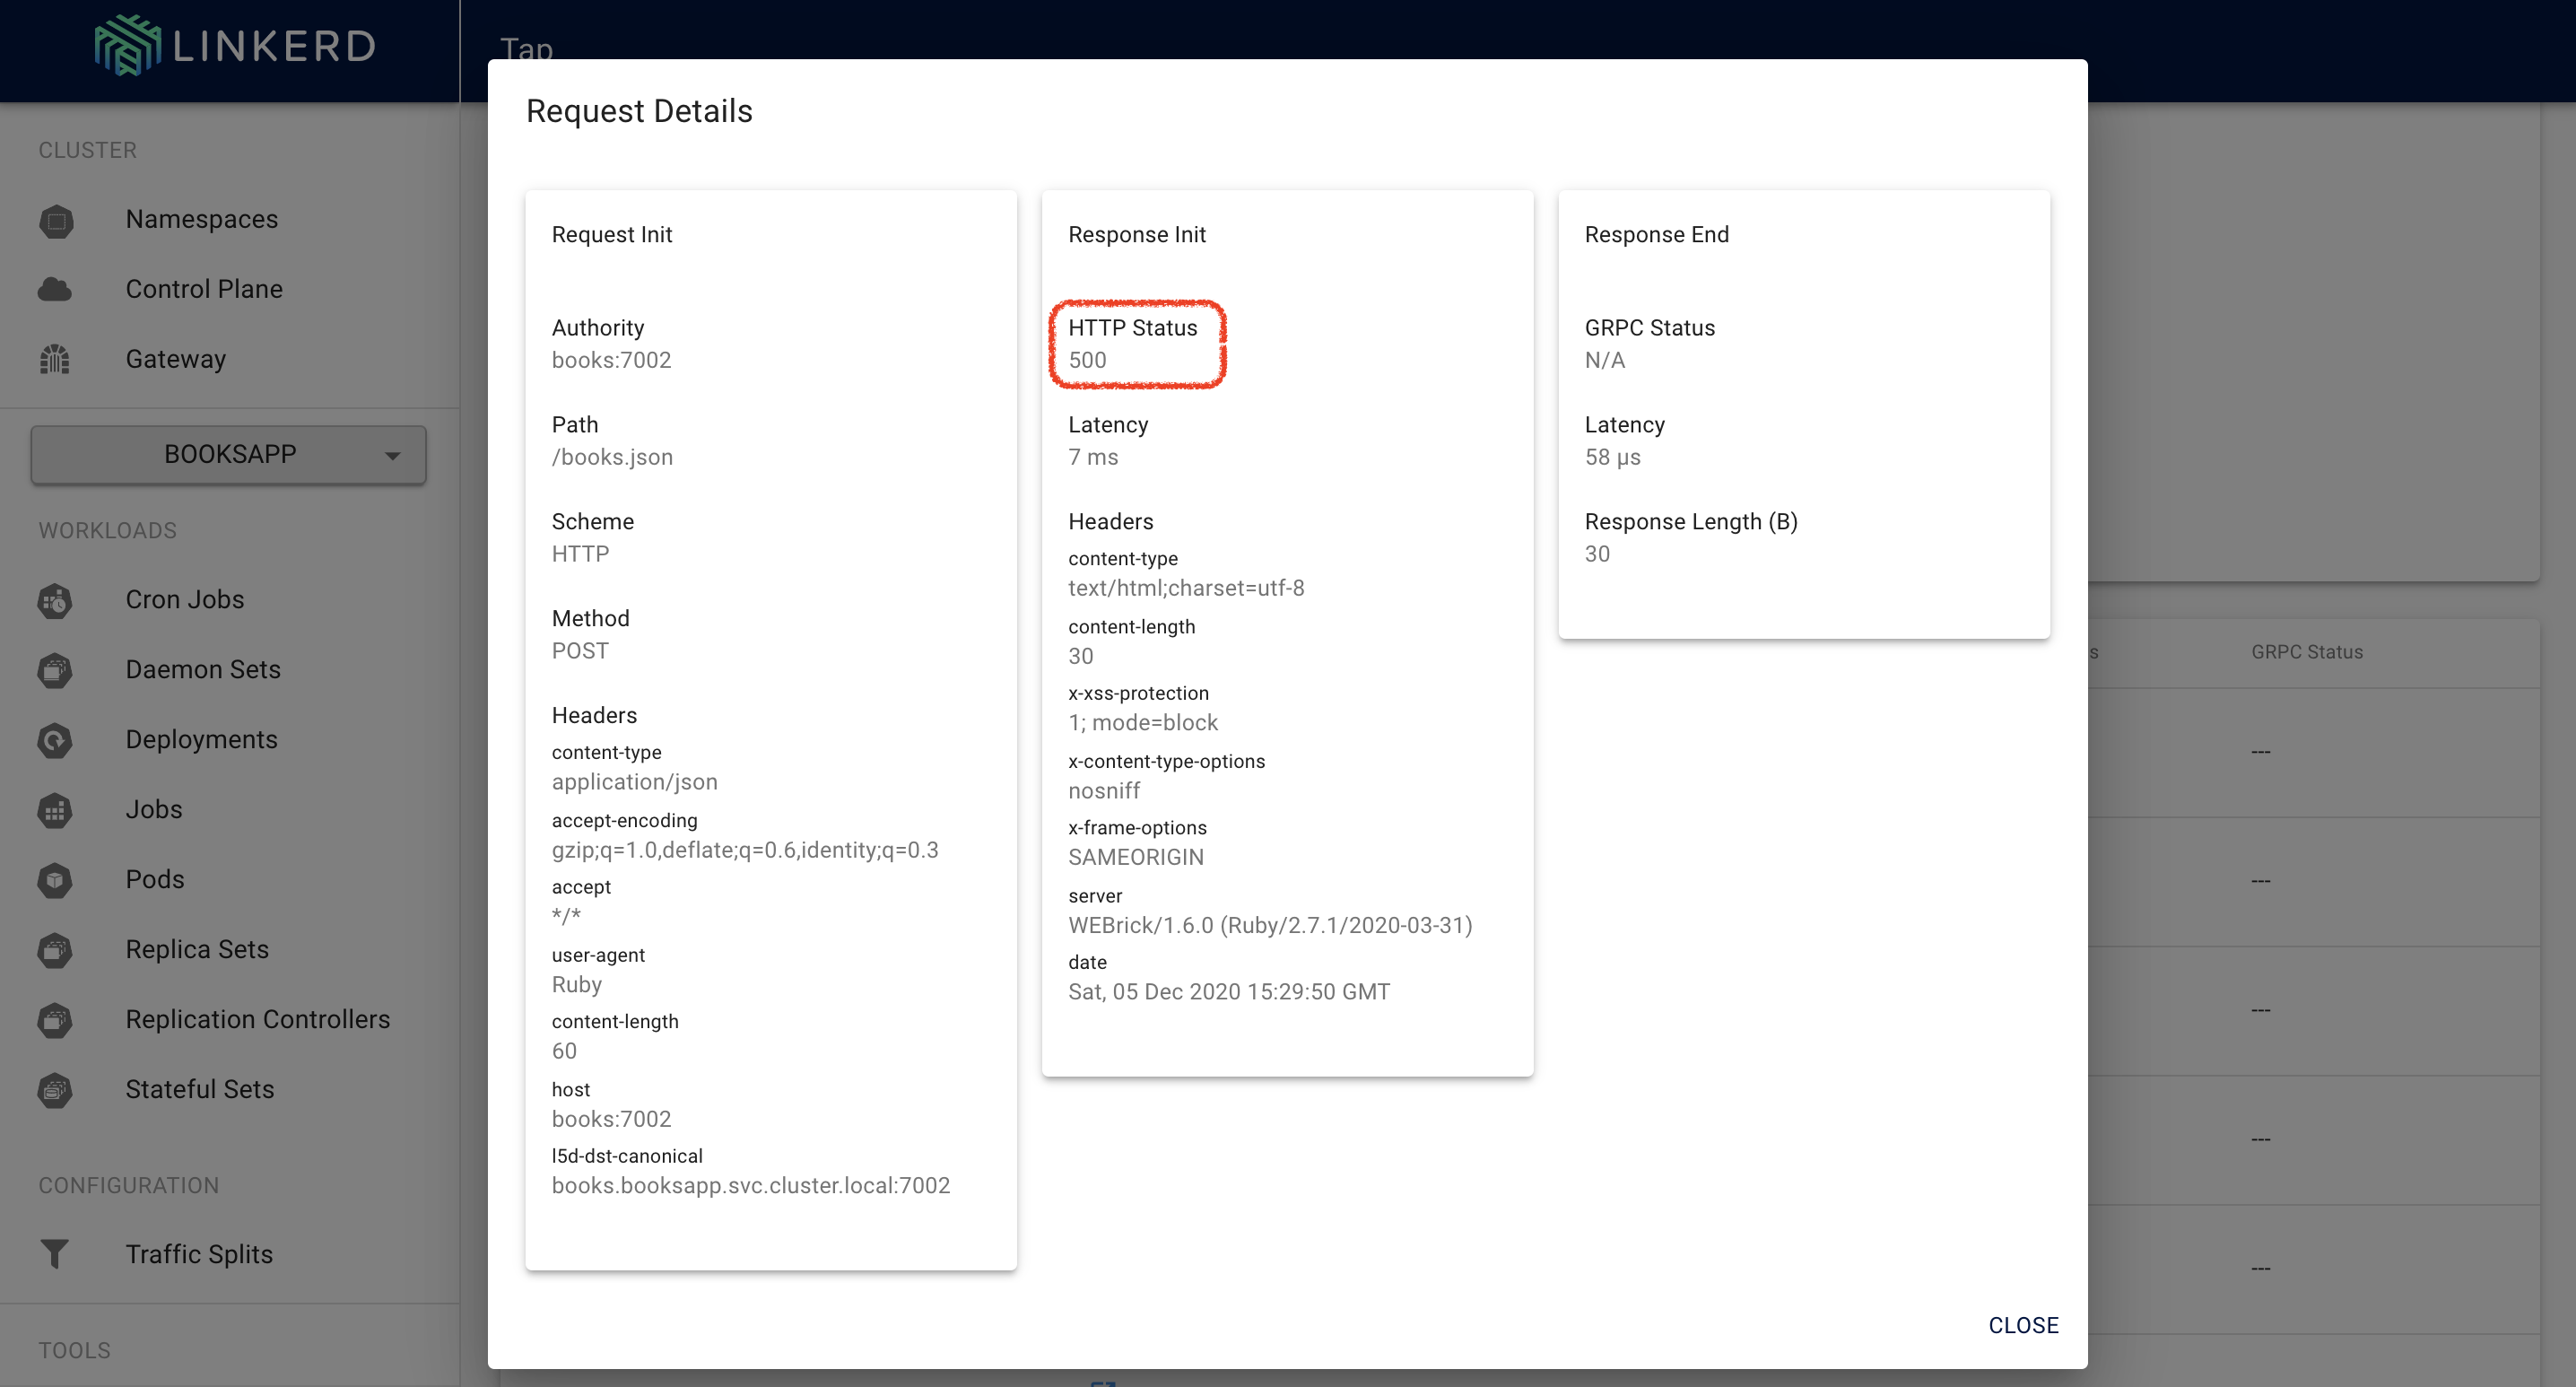 LINKERD
Tap
CLUSTER
Namespaces
Control Plane
Gateway
BOOKSAPP
WORKLOADS
Cron Jobs
Daemon Sets
Deployments
Jobs
Pods
Replica Sets
Replication Controllers
Stateful Sets
CONFIGURATION
Traffic Splits
TOOLS
Request Details
Request Init
Authority
books:7002
Path
/books.json
Scheme
HTTP
Method
POST
Headers
content-type
application/json
accept-encoding
gzip;q=1.0,deflate;q=0.6,identity;q=0.3
accept
*/*
user-agent
Ruby
content-length
60
host
books:7002
l5d-dst-canonical
books.booksapp.svc.cluster.local:7002
Response Init
HTTP Status
500
Latency
7 ms
Headers
content-type
text/html;charset=utf-8
content-length
30
x-xss-protection
1; mode=block
x-content-type-options
nosniff
x-frame-options
SAMEORIGIN
server
WEBrick/1.6.0 (Ruby/2.7.1/2020-03-31)
date
Sat, 05 Dec 2020 15:29:50 GMT
Response End
GRPC Status
N/A
Latency
58 µs
Response Length (B)
30
CLOSE
s
GRPC Status
---
---
---
---
---